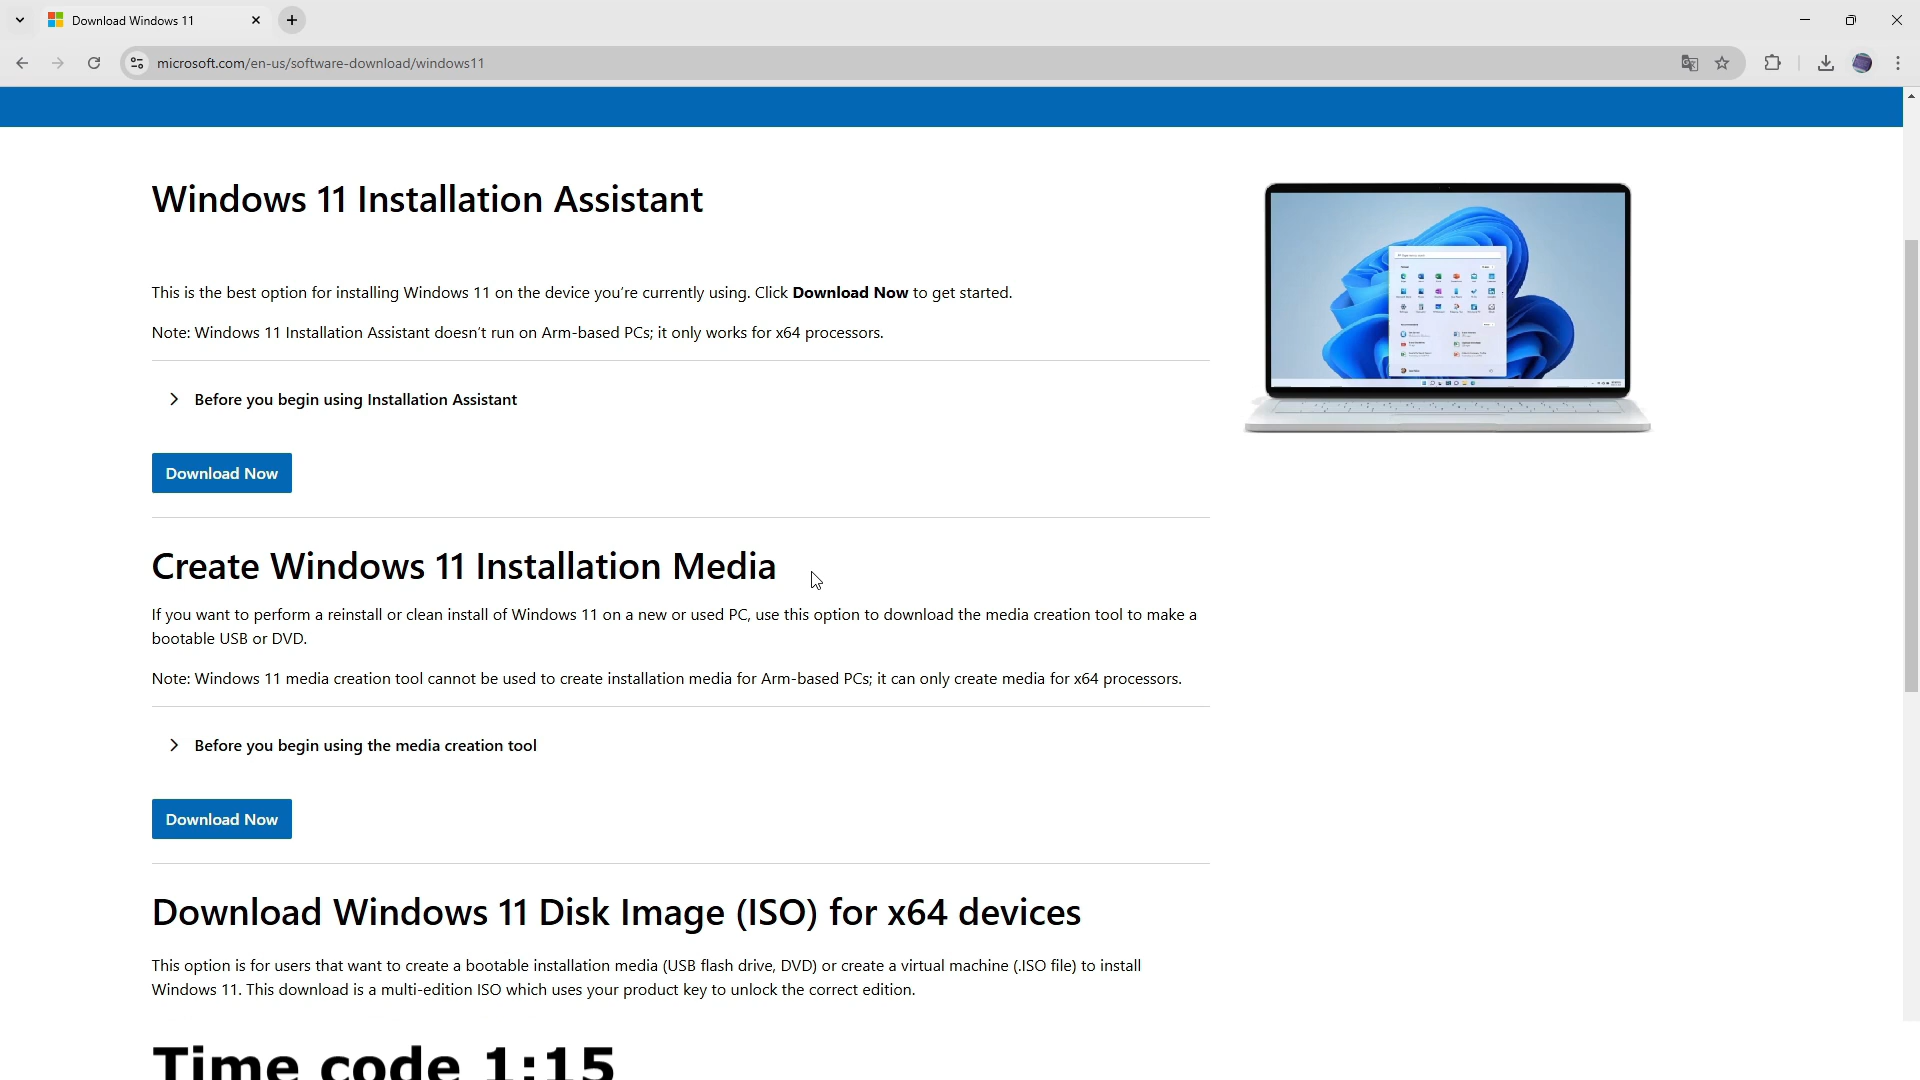 Download Windows 11
microsoft.com/en-us/software-download/windows11
Windows 11 Installation Assistant
This is the best option for installing Windows 11 on the device you're currently using. Click Download Now to get started.
Note: Windows 11 Installation Assistant doesn't run on Arm-based PCs; it only works for x64 processors.
Before you begin using Installation Assistant
Download Now
Create Windows 11 Installation Media
If you want to perform a reinstall or clean install of Windows 11 on a new or used PC, use this option to download the media creation tool to make a
bootable USB or DVD.
Note: Windows 11 media creation tool cannot be used to create installation media for Arm-based PCs; it can only create media for x64 processors.
Before you begin using the media creation tool
Download Now
Download Windows 11 Disk Image (ISO) for x64 devices
This option is for users that want to create a bootable installation media (USB flash drive, DVD) or create a virtual machine (.ISO file) to install
Windows 11. This download is a multi-edition ISO which uses your product key to unlock the correct edition.
Time code 1:15